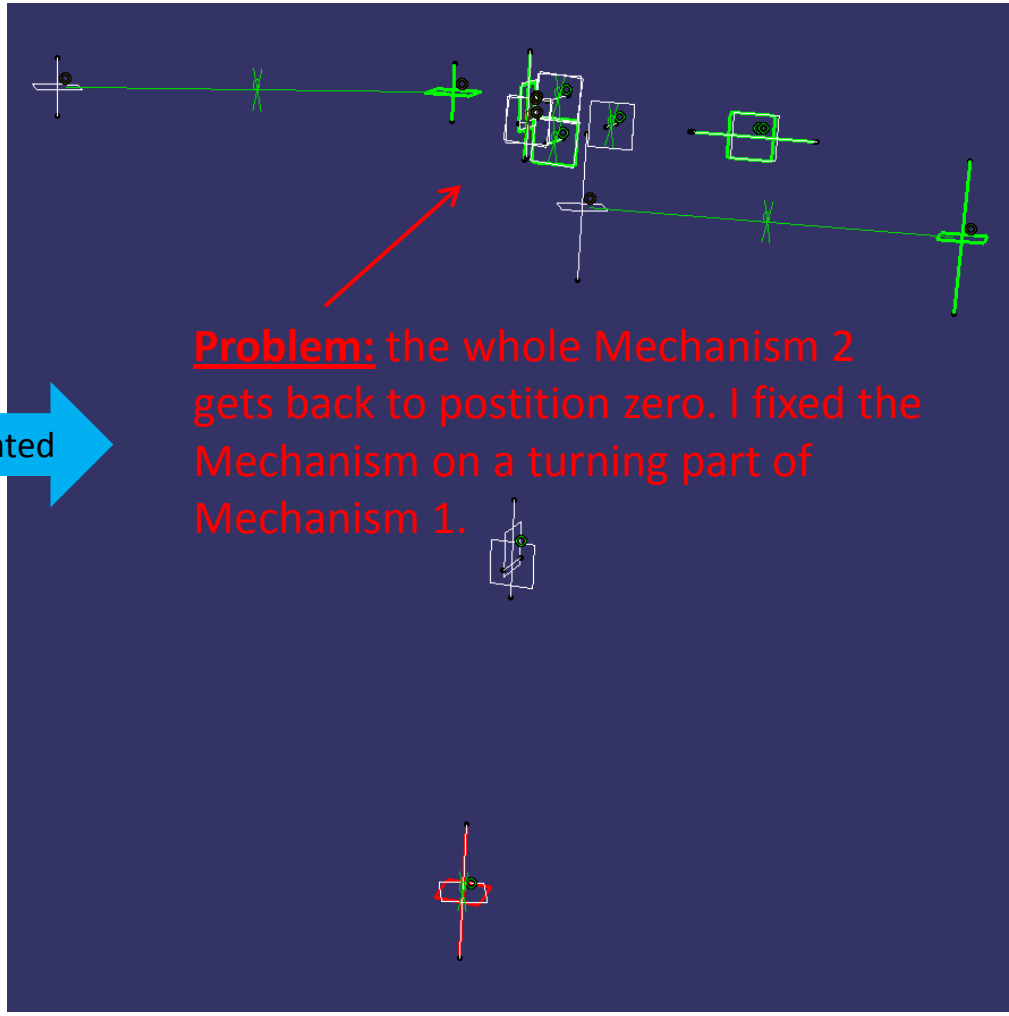 Problem: the whole Mechanism 2
gets back to postition zero. I fixed the
Mechanism on a turning part of
Mechanism 1.